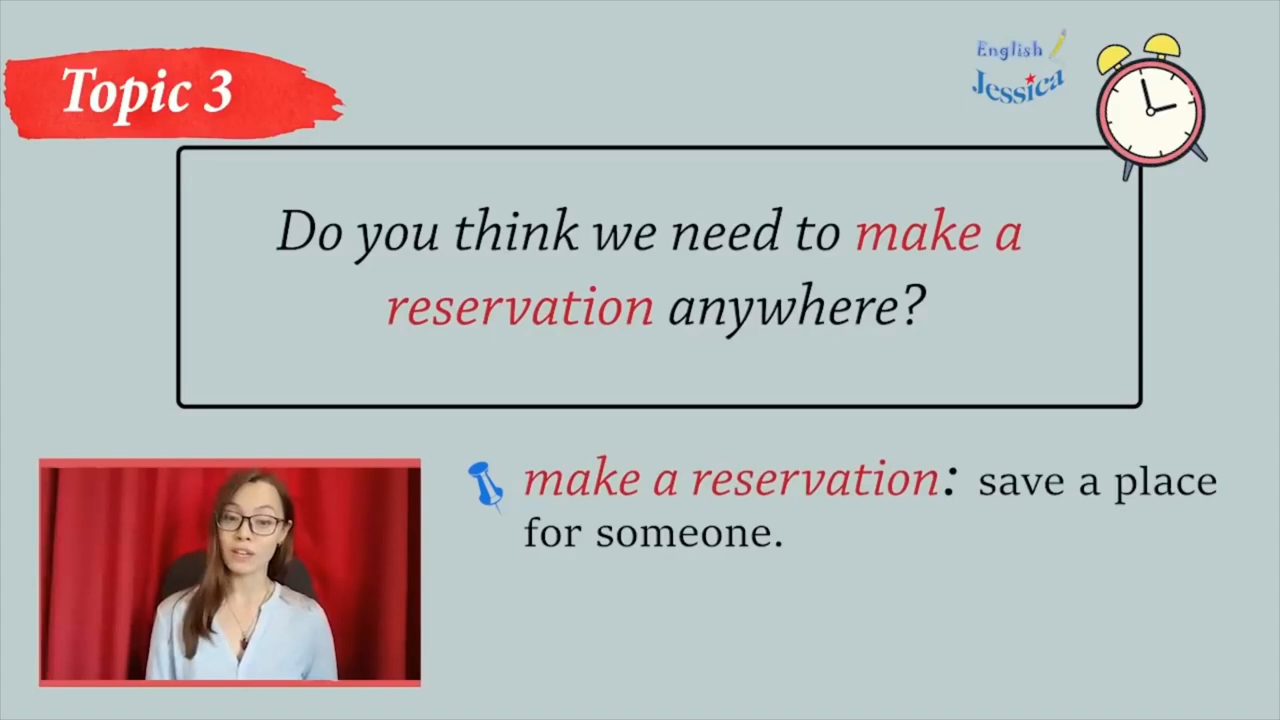 Topic 3
English
Jessica
Do you think we need to make a
reservation anywhere?
make a reservation: save a place
for someone.